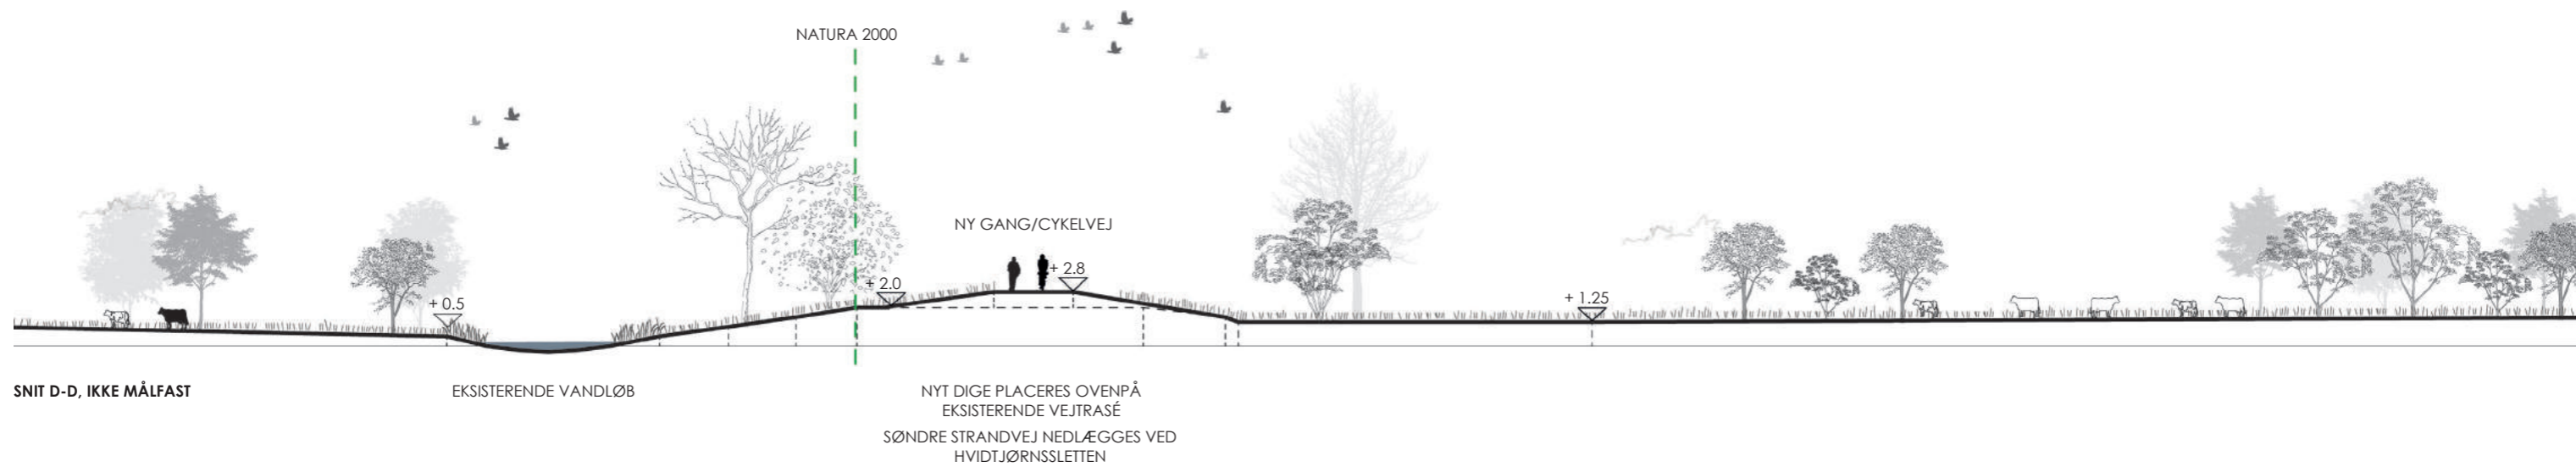 NATURA 2000
NY GANG/CYKELVEJ
+ 0.5
+ 2.0
+ 2.8
+ 1.25
SNIT D-D, IKKE MÅLFAST
EKSISTERENDE VANDLØB
NYT DIGE PLACERES OVENPÅ
EKSISTERENDE VEJTRASÉ
SØNDRE STRANDVEJ NEDLÆGGES VED
HVIDTJØRNSSLETTEN